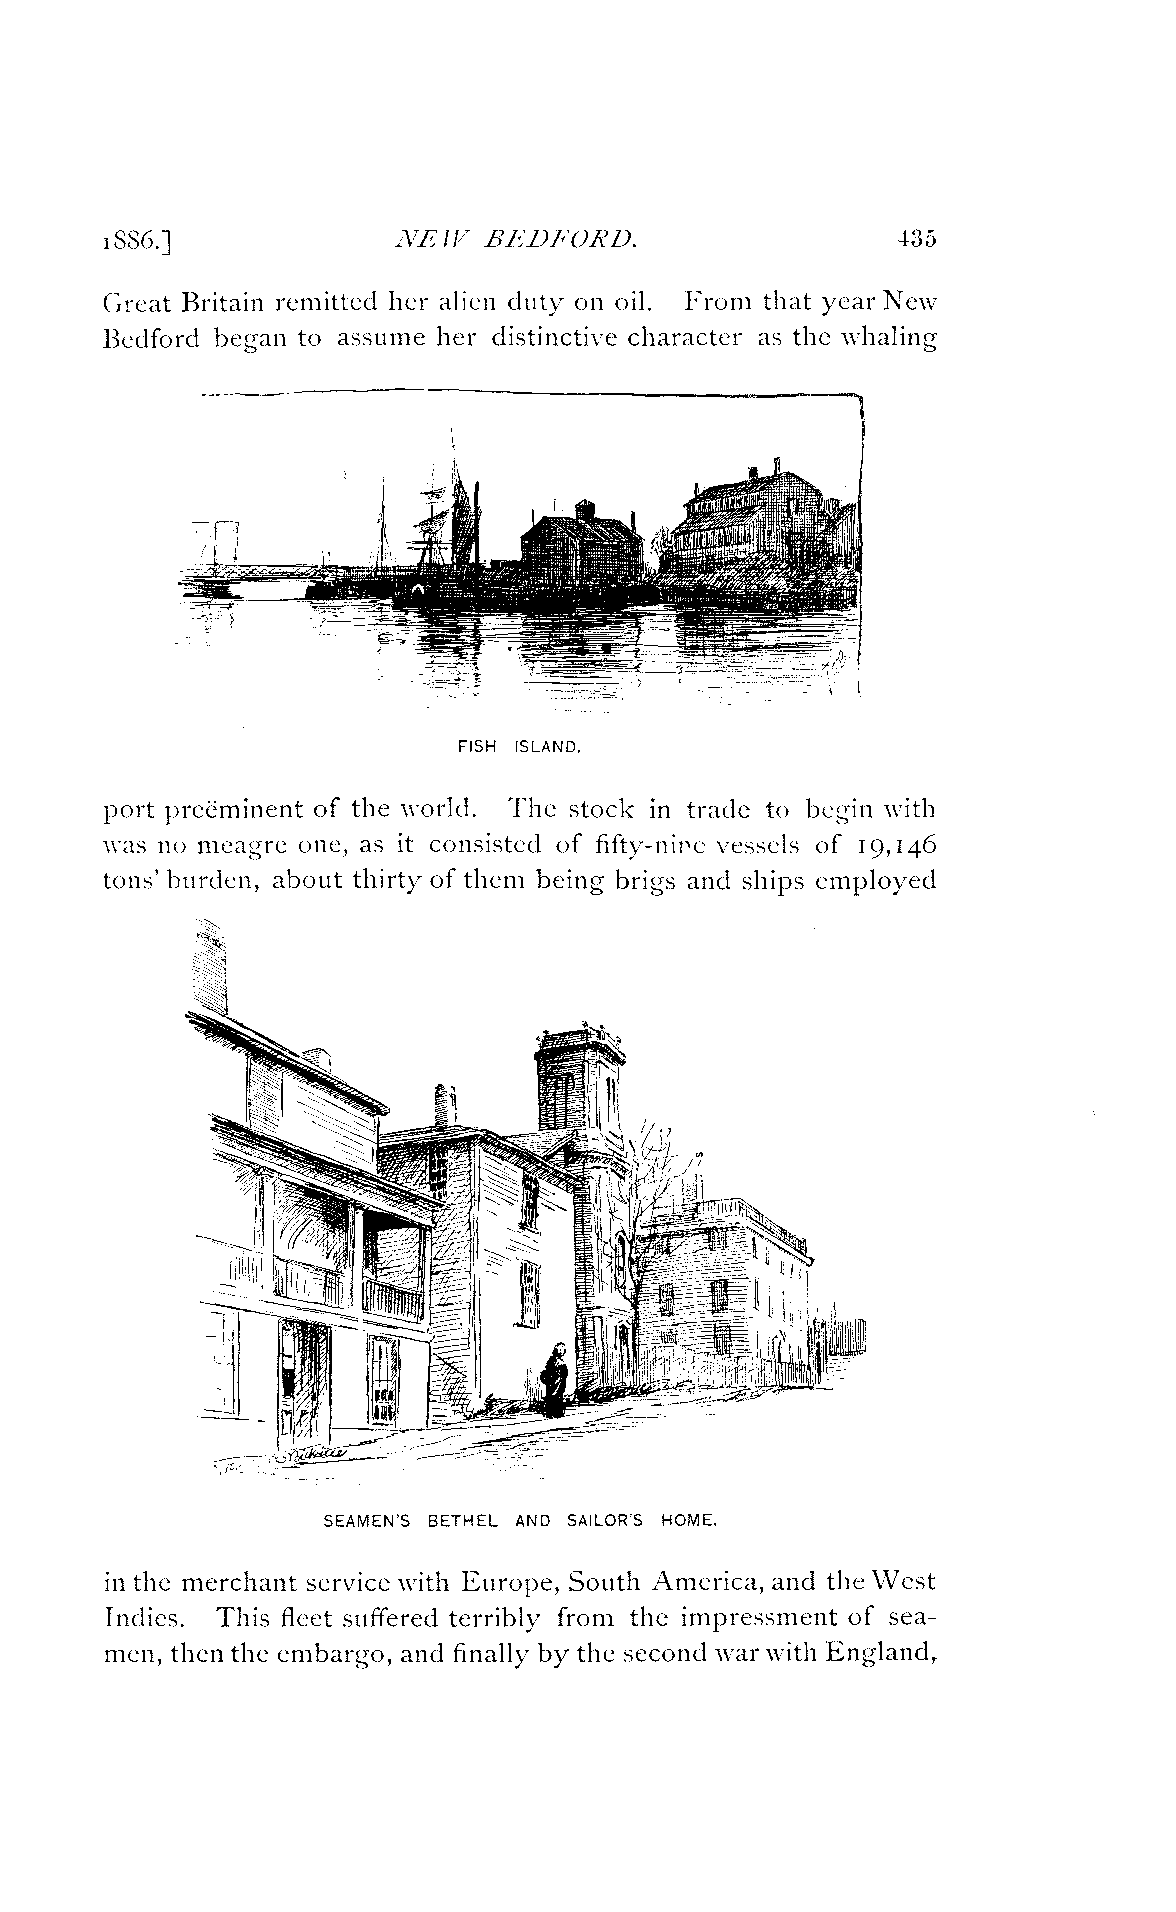 1886.] NEW BEDFORD. 435
Great Britain remitted her alien duty on oil. From that year New
Bedford began to assume her distinctive character as the whaling
FISH ISLAND.
port preëminent of the world. The stock in trade to begin with
was no meagre one, as it consisted of fifty-nine vessels of 19,146
tons' burden, about thirty of them being brigs and ships employed
SEAMEN'S BETHEL AND SAILOR'S HOME.
in the merchant service with Europe, South America, and the West
Indies. This fleet suffered terribly from the impressment of sea-
men, then the embargo, and finally by the second war with England,